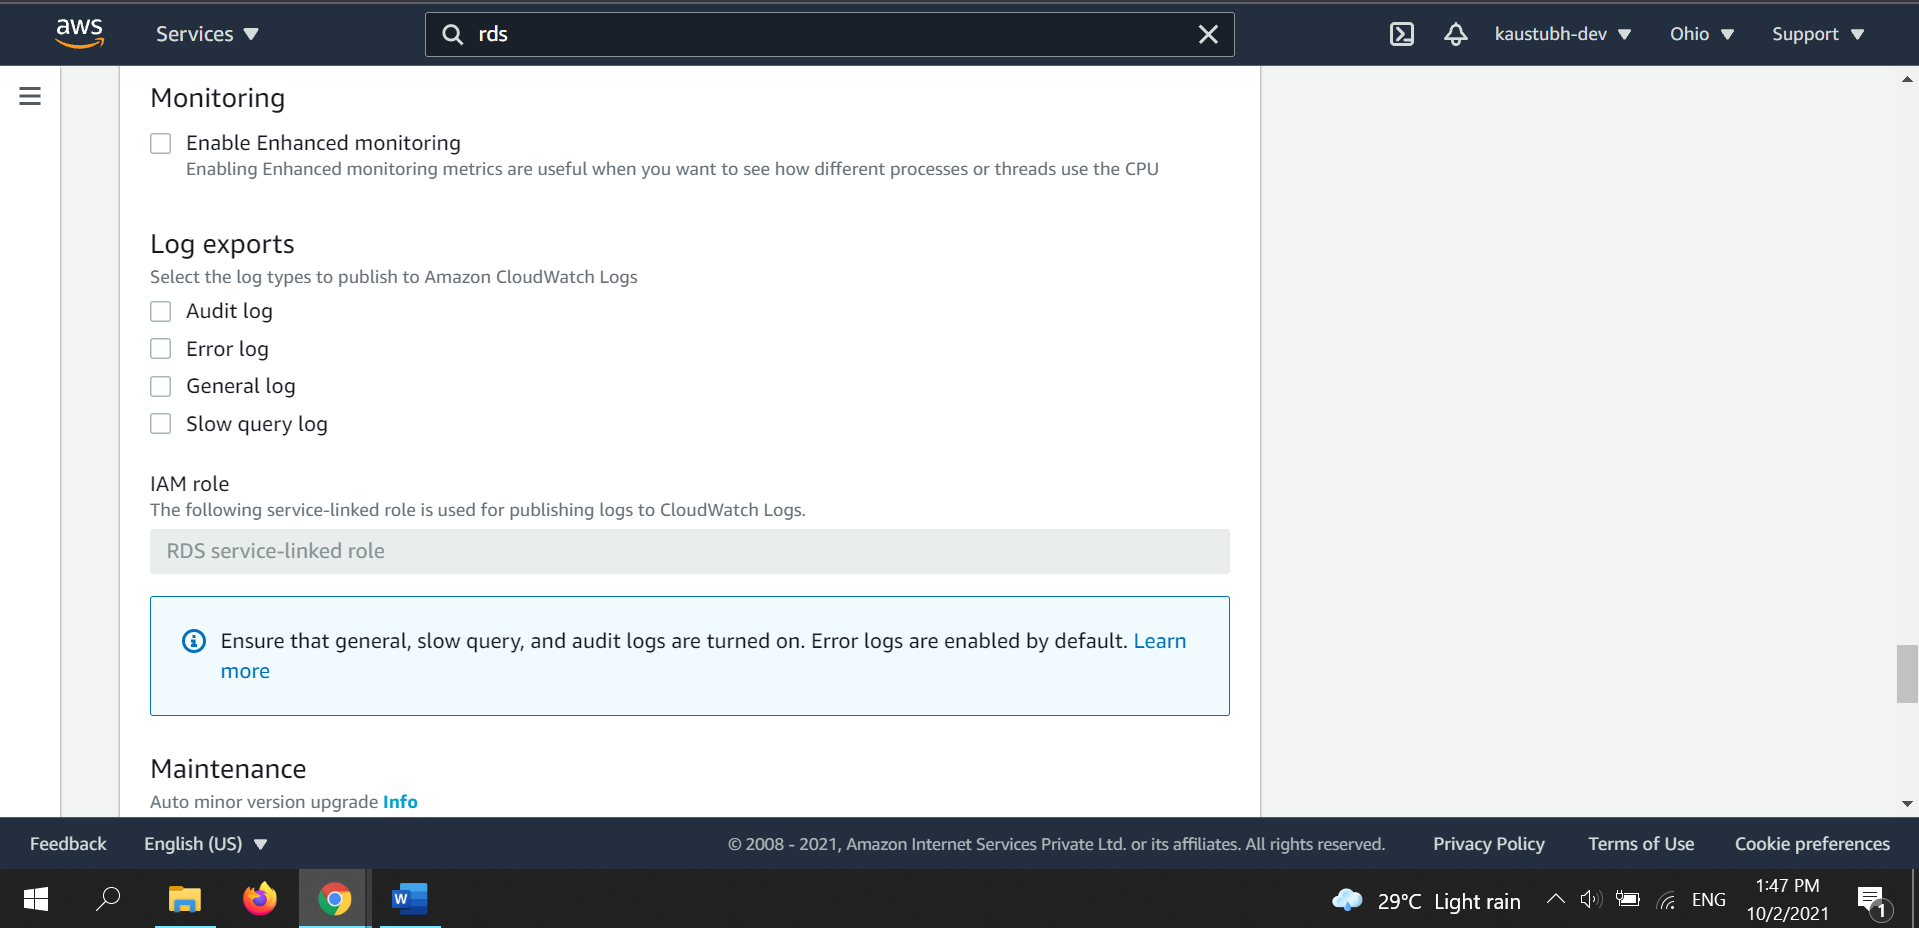 aws
Services
rds
kaustubh-dev
Ohio
Support
Monitoring
Enable Enhanced monitoring
Enabling Enhanced monitoring metrics are useful when you want to see how different processes or threads use the CPU
Log exports
Select the log types to publish to Amazon CloudWatch Logs
Audit log
Error log
General log
Slow query log
IAM role
The following service-linked role is used for publishing logs to CloudWatch Logs.
RDS service-linked role
Ensure that general, slow query, and audit logs are turned on. Error logs are enabled by default. Learn
more
Maintenance
Auto minor version upgrade Info
Feedback
English (US)
© 2008 - 2021, Amazon Internet Services Private Ltd. or its affiliates. All rights reserved.
Privacy Policy
Terms of Use
Cookie preferences
W
29°C Light rain
ENG
1:47 PM
10/2/2021
1